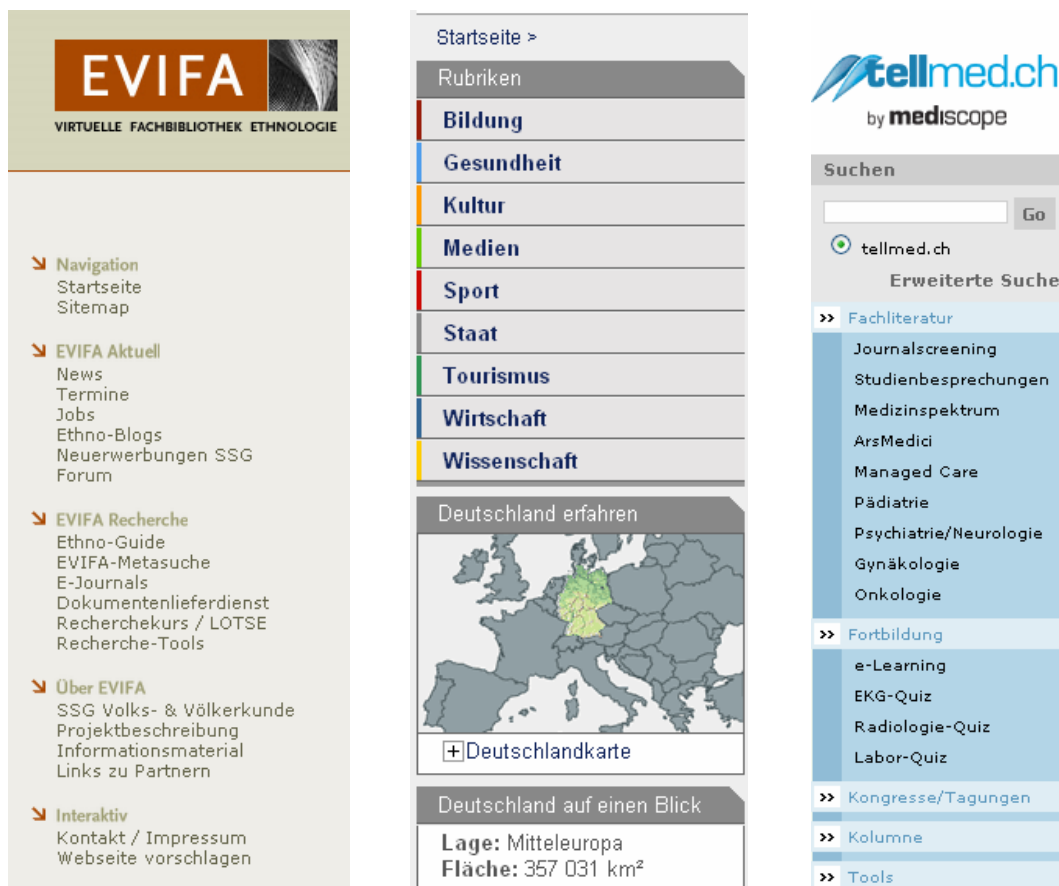 EVIFA
VIRTUELLE FACHBIBLIOTHEK ETHNOLOGIE
Navigation
Startseite
Sitemap
EVIFA Aktuell
News
Termine
Jobs
Ethno-Blogs
Neuerwerbungen SSG
Forum
EVIFA Recherche
Ethno-Guide
EVIFA-Metasuche
E-Journals
Dokumentenlieferdienst
Recherchekurs / LOTSE
Recherche-Tools
Über EVIFA
SSG Volks- & Völkerkunde
Projektbeschreibung
Informationsmaterial
Links zu Partnern
Interaktiv
Kontakt / Impressum
Webseite vorschlagen
Startseite >
Rubriken
Bildung
Gesundheit
Kultur
Medien
Sport
Staat
Tourismus
Wirtschaft
Wissenschaft
Deutschland erfahren
+Deutschlandkarte
Deutschland auf einen Blick
Lage: Mitteleuropa
Fläche: 357 031 km²
tellmed.ch
by mediscope
Suchen
Go
tellmed.ch
Erweiterte Suche
>> Fachliteratur
Journalscreening
Studienbesprechungen
Medizinspektrum
ArsMedici
Managed Care
Pädiatrie
Psychiatrie/Neurologie
Gynäkologie
Onkologie
>> Fortbildung
e-Learning
EKG-Quiz
Radiologie-Quiz
Labor-Quiz
>> Kongresse/Tagungen
>> Kolumne
>> Tools